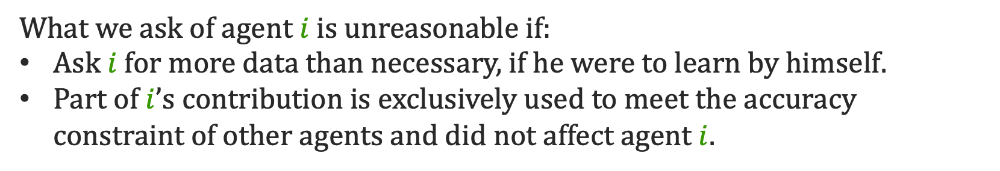 What we ask of agent i is unreasonable if:
• Ask i for more data than necessary, if he were to learn by himself.
• Part of i’s contribution is exclusively used to meet the accuracy
constraint of other agents and did not affect agent i.